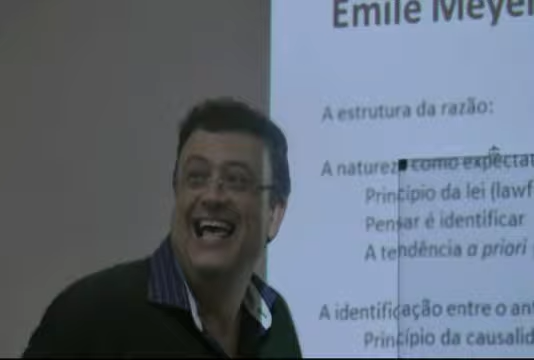 Émile Meyer
A estrutura da razão:
A natureza como expectat
Princípio da lei (lawf
Pensar é identificar
A tendência a priori
A identificação entre o ant
Princípio da causalid